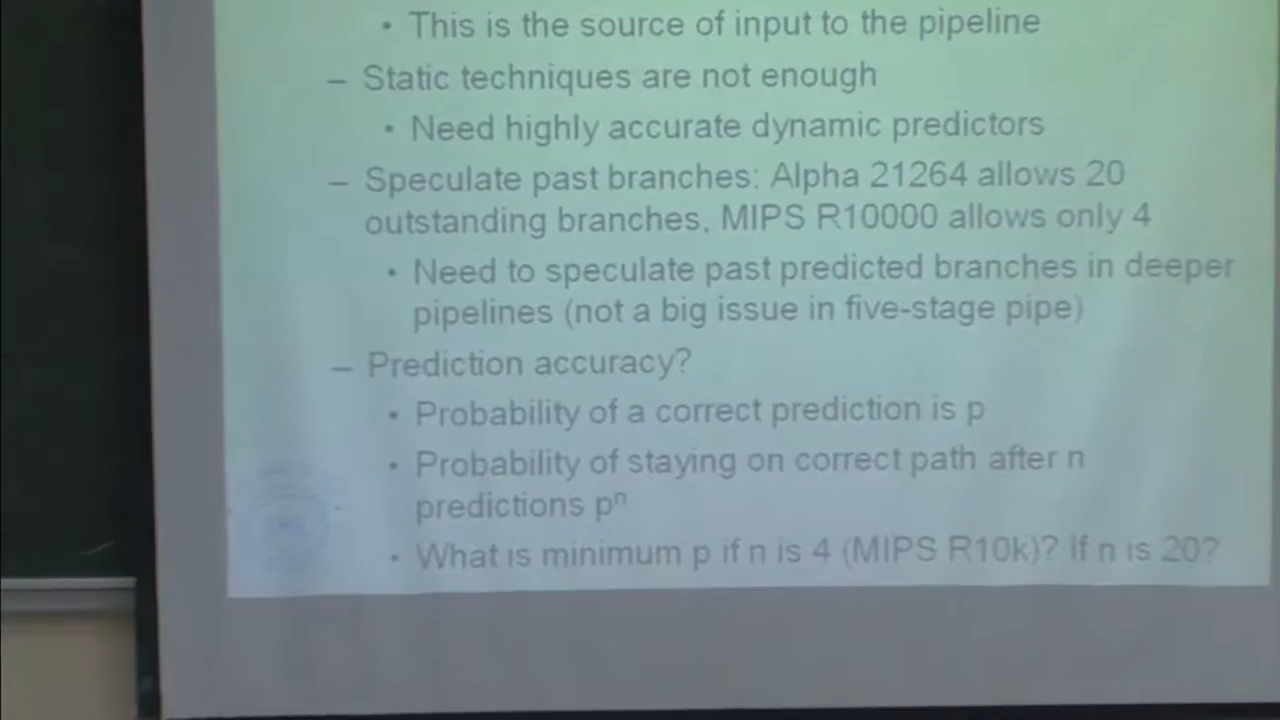 • This is the source of input to the pipeline
– Static techniques are not enough
• Need highly accurate dynamic predictors
– Speculate past branches: Alpha 21264 allows 20
outstanding branches, MIPS R10000 allows only 4
• Need to speculate past predicted branches in deeper
pipelines (not a big issue in five-stage pipe)
– Prediction accuracy?
• Probability of a correct prediction is p
• Probability of staying on correct path after n
predictions pⁿ
• What is minimum p if n is 4 (MIPS R10k)? If n is 20?